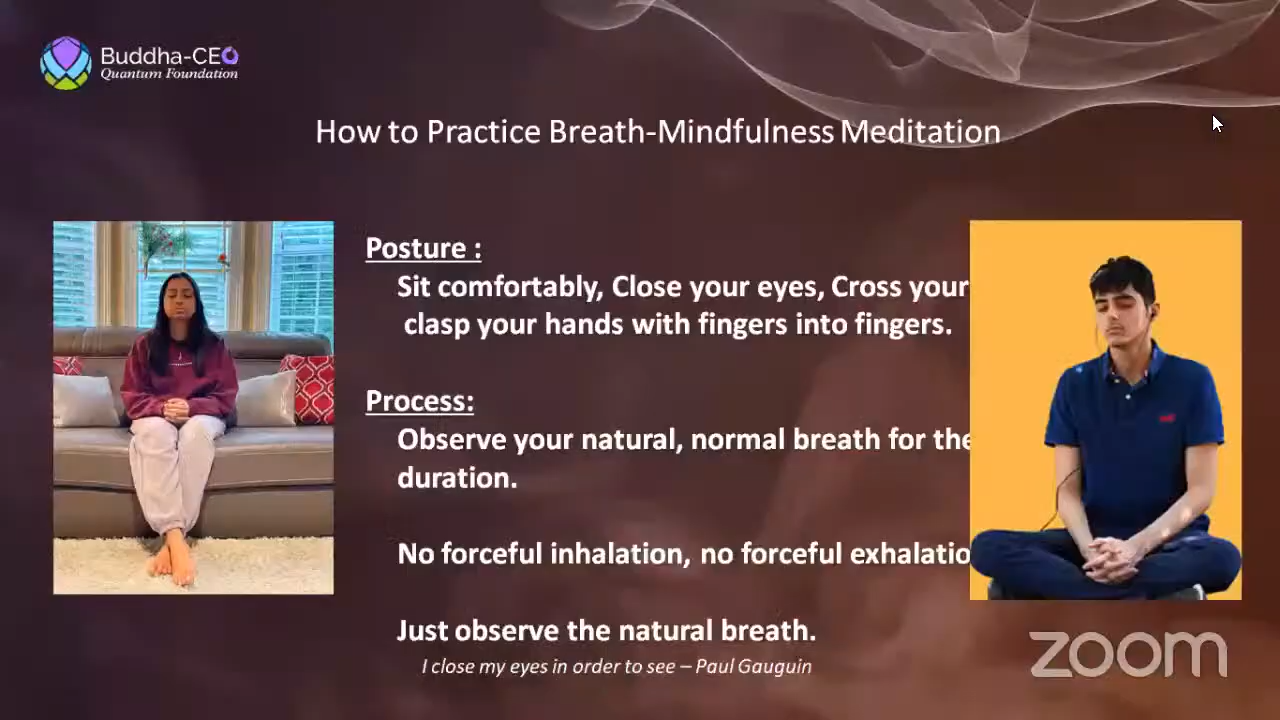 Buddha-CEO
Quantum Foundation
How to Practice Breath-Mindfulness Meditation
Posture :
Sit comfortably, Close your eyes, Cross your
clasp your hands with fingers into fingers.
Process:
Observe your natural, normal breath for the
duration.
No forceful inhalation, no forceful exhalatio
Just observe the natural breath.
I close my eyes in order to see – Paul Gauguin
zoom